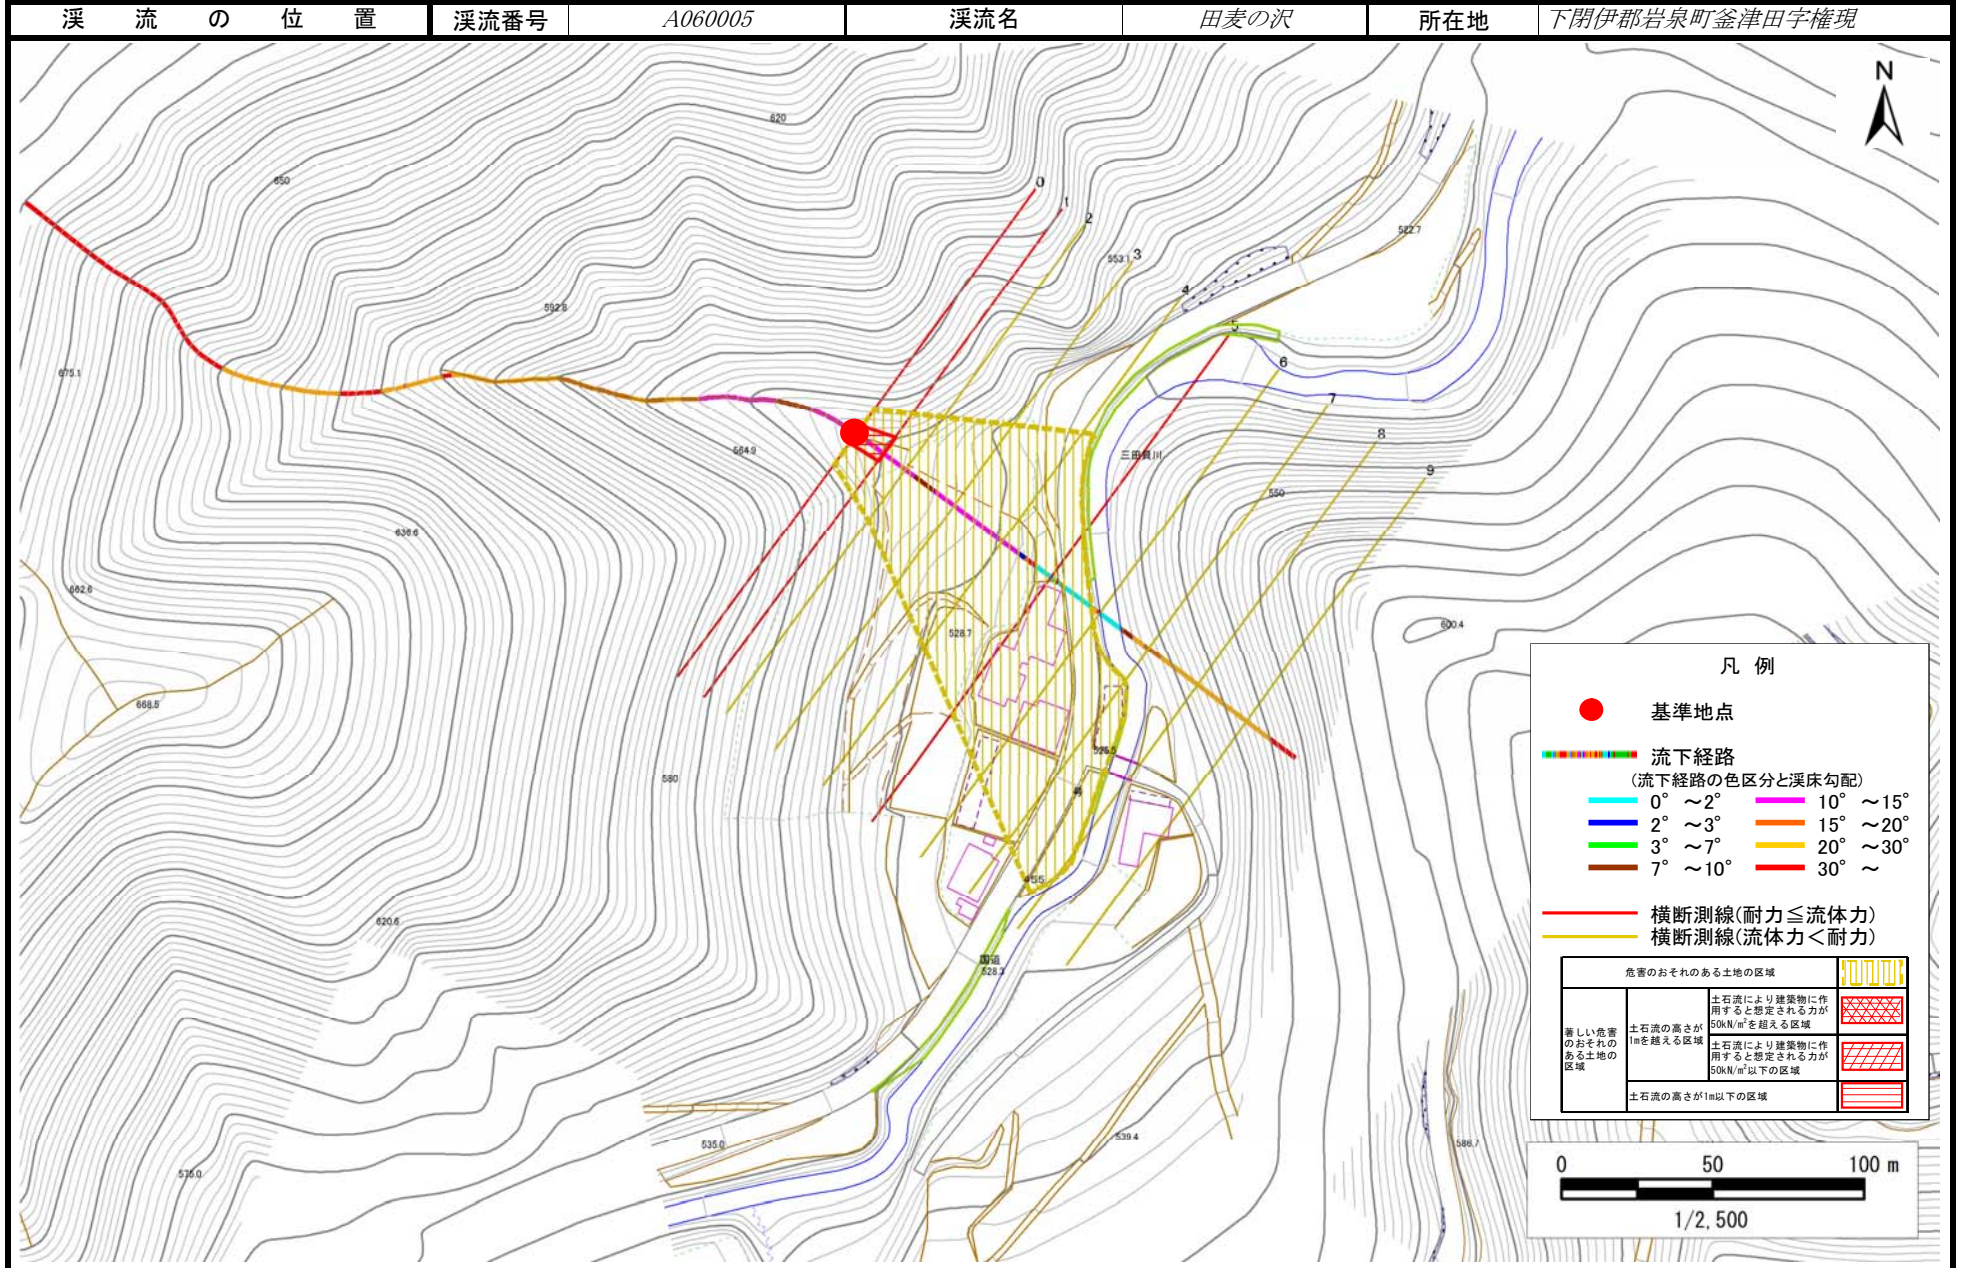 渓流の位置 渓流番号 A060005 渓流名 田麦の沢 所在地 下閉伊郡岩泉町釜津田字権現
N
620
650
0
1
2
522.7
3
553.1
4
592.8
5
6
675.1
7
8
三田貝川
564.9
9
550
636.6
662.6
600.4
528.7
668.5
525.5
580
455
620.6
国道
528.3
535.0
539.4
586.7
575.0
凡 例
基準地点
流下経路
(流下経路の色区分と渓床勾配)
0° ～2° 10° ～15°
2° ～3° 15° ～20°
3° ～7° 20° ～30°
7° ～10° 30° ～
横断測線(耐力≦流体力)
横断測線(流体力＜耐力)
危害のおそれのある土地の区域
著しい危害
のおそれの
ある土地の
区域
土石流の高さが
1mを越える区域
土石流により建築物に作
用すると想定される力が
50kN/m²を超える区域
土石流により建築物に作
用すると想定される力が
50kN/m²以下の区域
土石流の高さが1m以下の区域
0 50 100 m
1/2,500